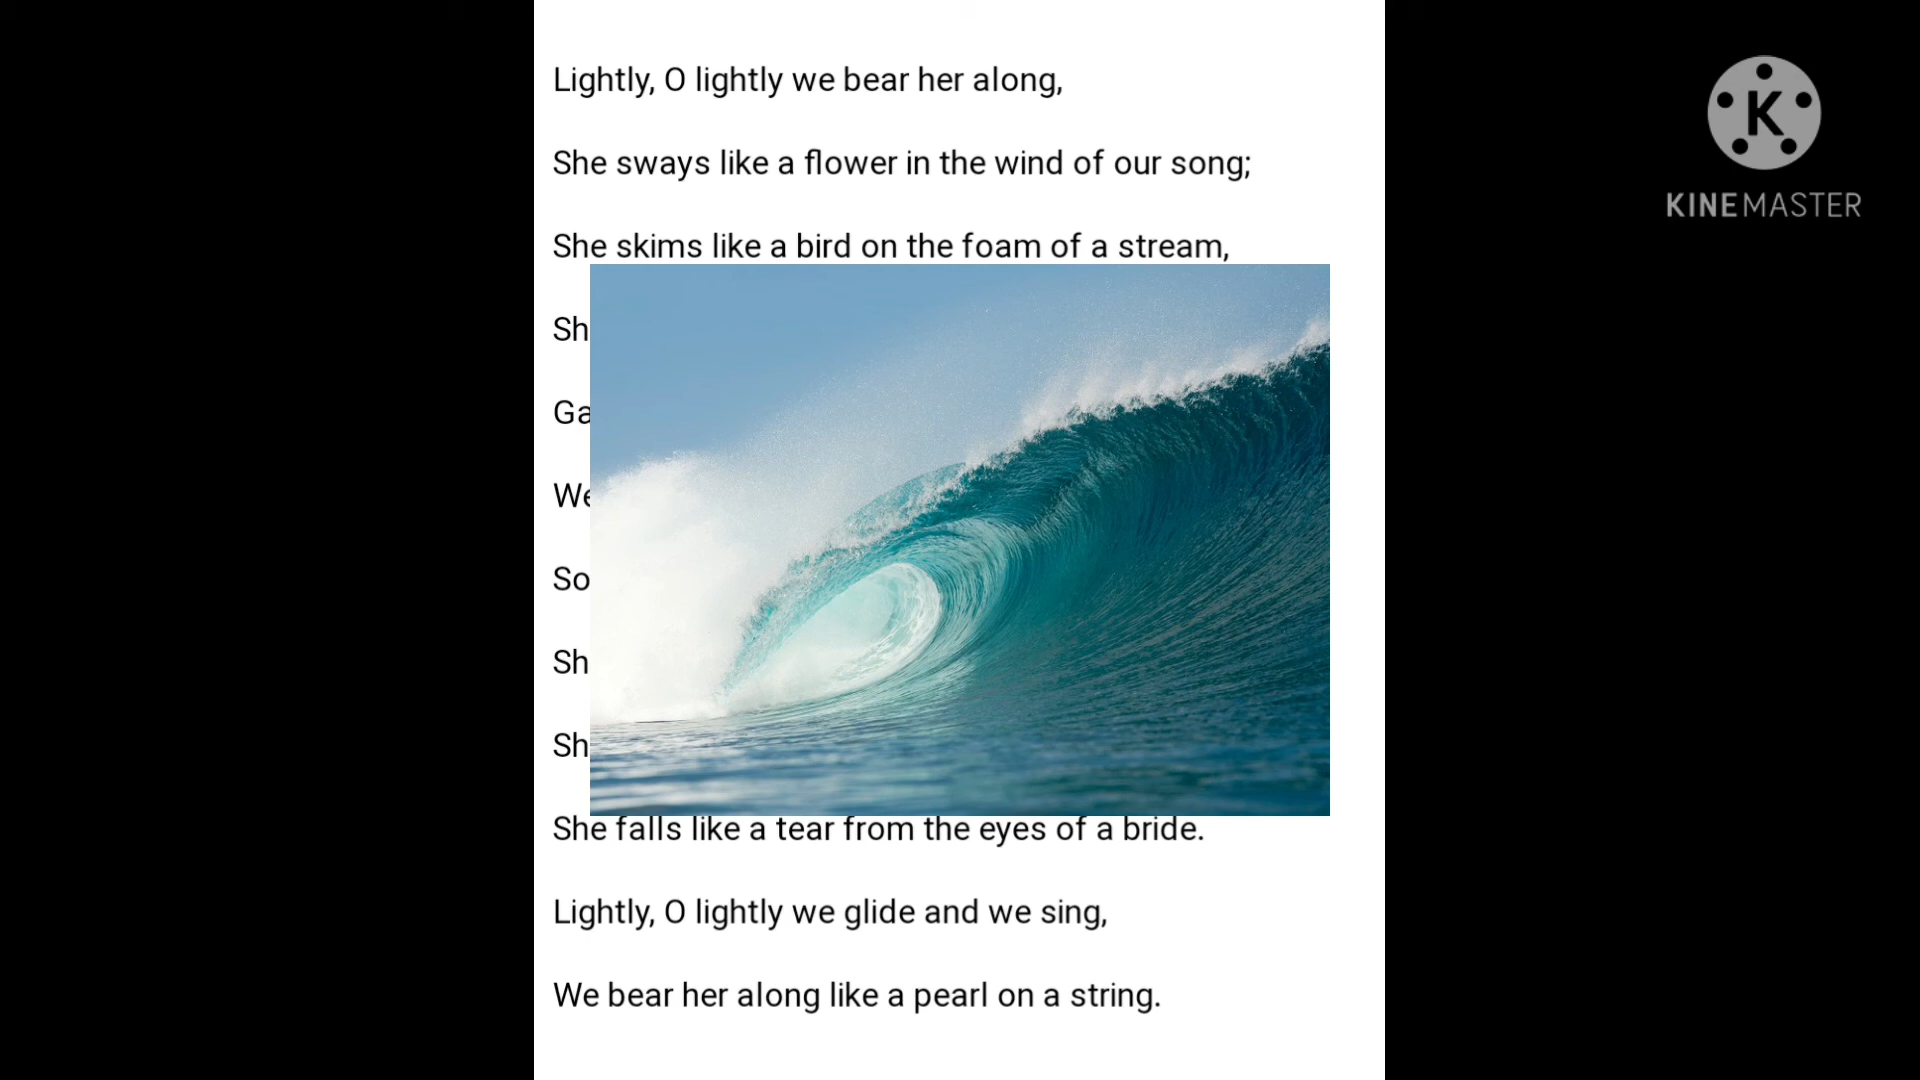 Lightly, O lightly we bear her along,
She sways like a flower in the wind of our song;
She skims like a bird on the foam of a stream,
Sh
Ga
We
So
Sh
Sh
She falls like a tear from the eyes of a bride.
Lightly, O lightly we glide and we sing,
We bear her along like a pearl on a string.
K
KINEMASTER